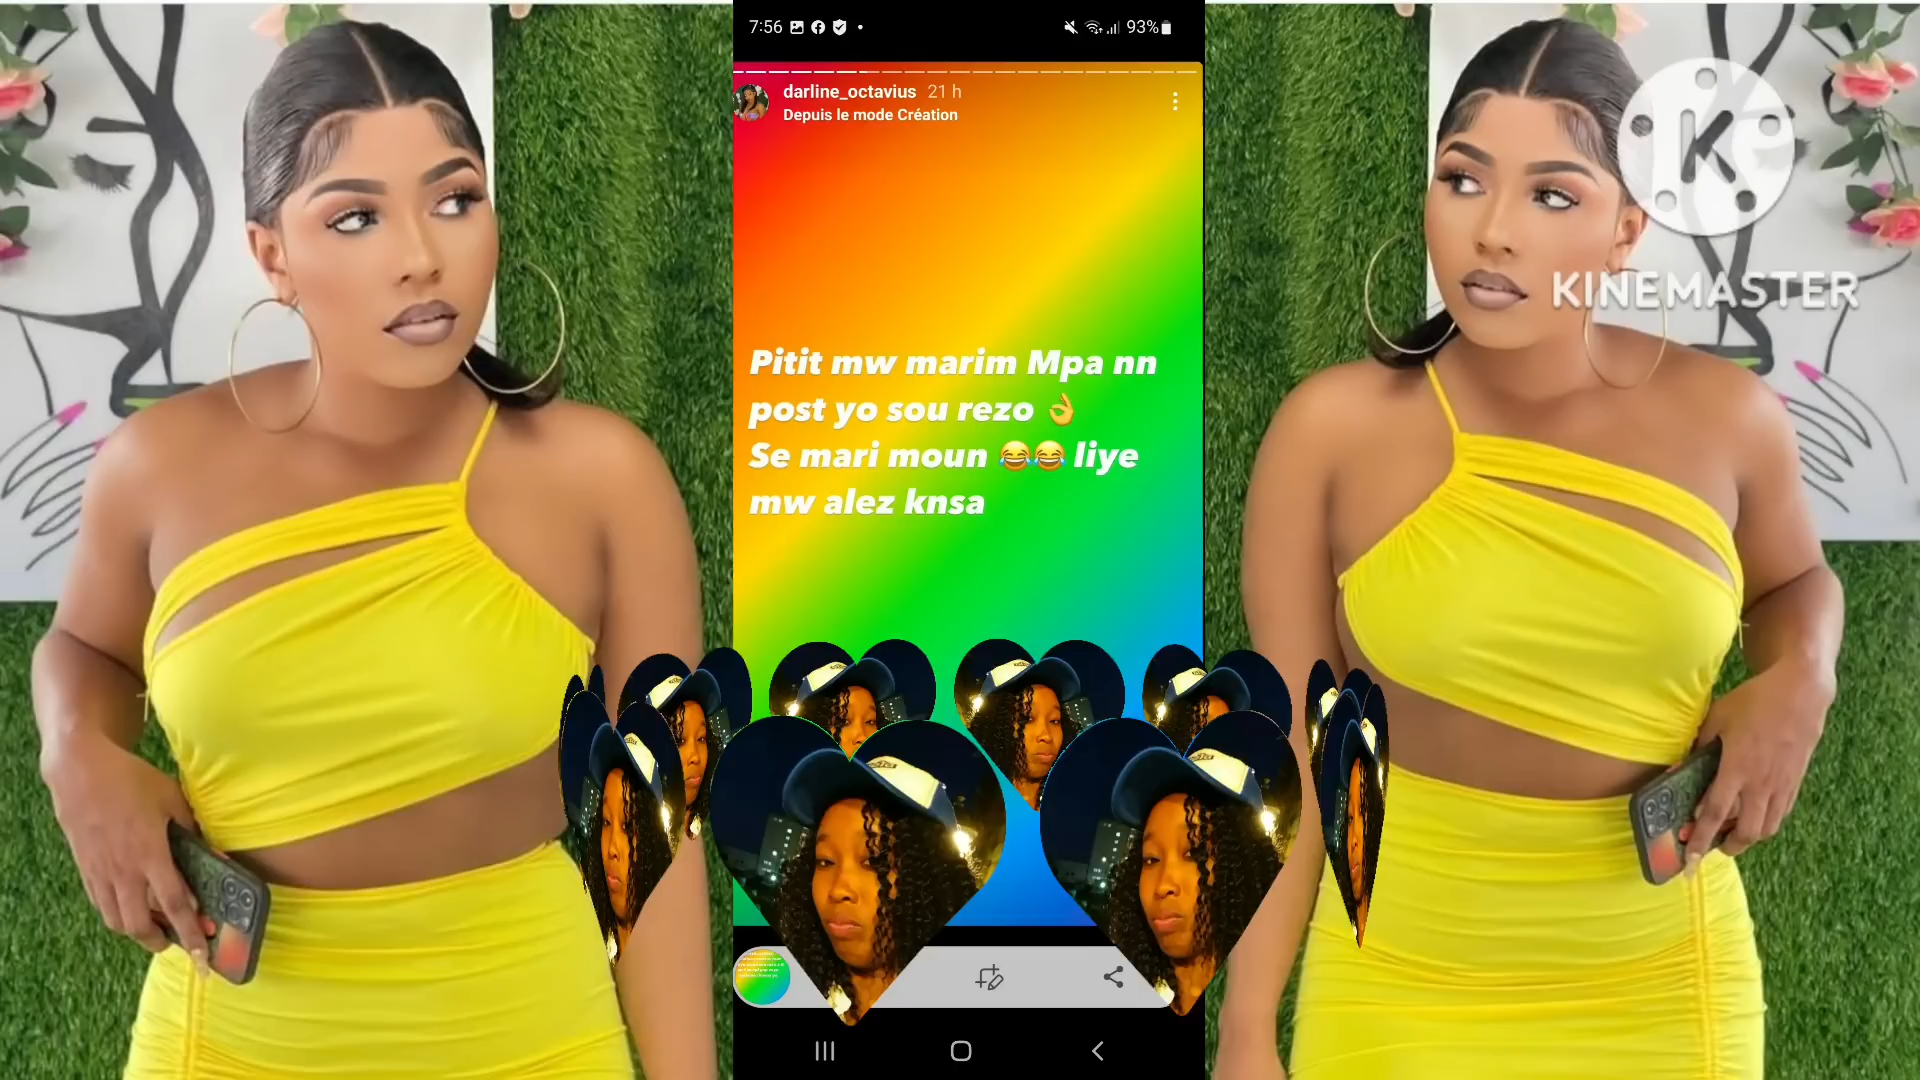 7:56
93%
darline_octavius 21 h
Depuis le mode Création
Pitit mw marim Mpa nn
post yo sou rezo 👌
Se mari moun 😂😂 liye
mw alez knsa
KINEMASTER